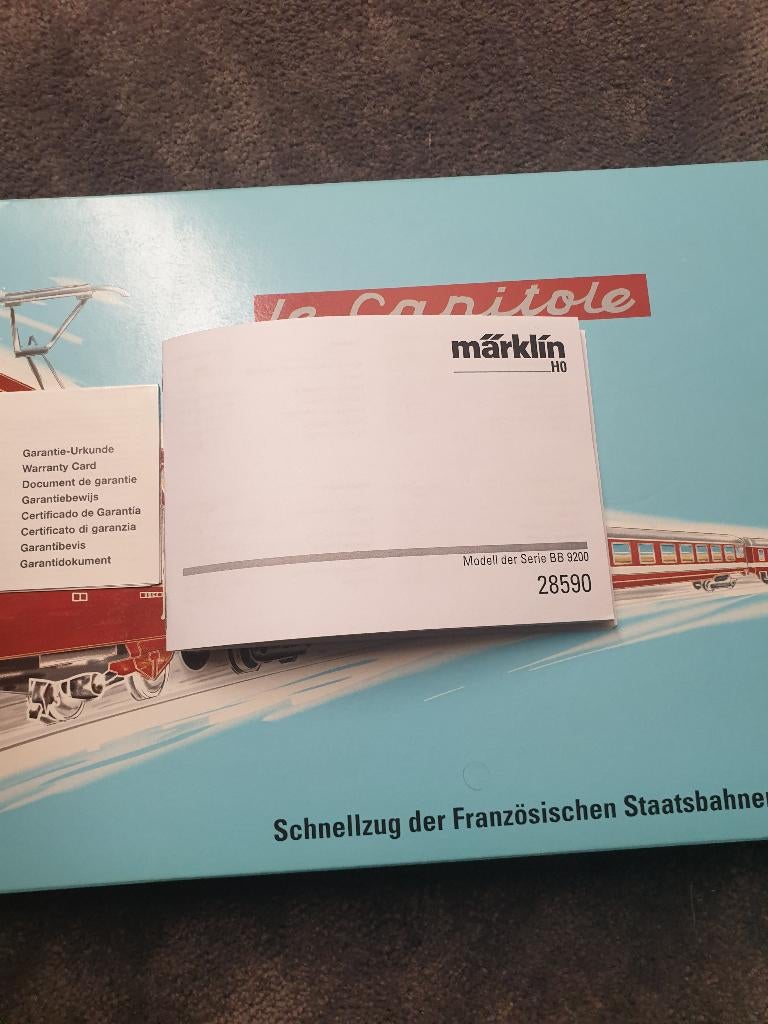 le Capitole
märklin
H0
Garantie-Urkunde
Warranty Card
Document de garantie
Garantiebewijs
Certificado de Garantía
Certificato di garanzia
Garantibevis
Garantidokument
Modell der Serie BB 9200
28590
Schnellzug der Französischen Staatsbahnen